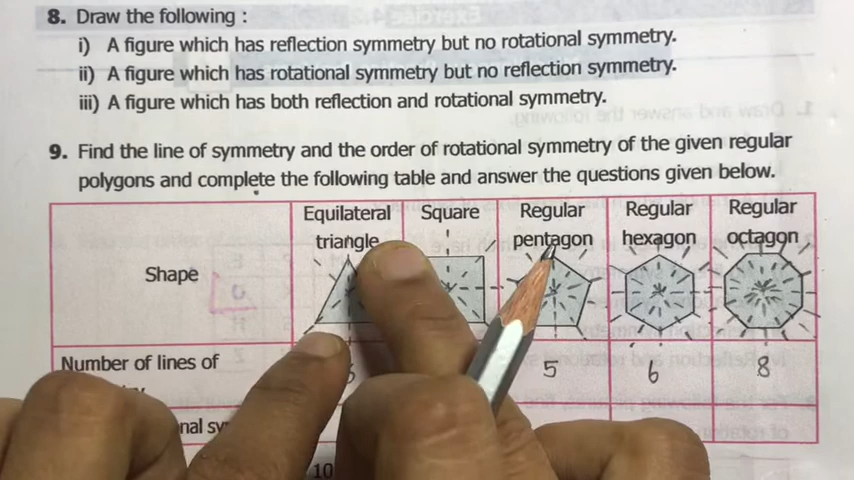 8. Draw the following :
i) A figure which has reflection symmetry but no rotational symmetry.
ii) A figure which has rotational symmetry but no reflection symmetry.
iii) A figure which has both reflection and rotational symmetry.
9. Find the line of symmetry and the order of rotational symmetry of the given regular
polygons and complete the following table and answer the questions given below.
Shape
Equilateral triangle
Square
Regular pentagon
Regular hexagon
Regular octagon
Number of lines of
5
6
8
10